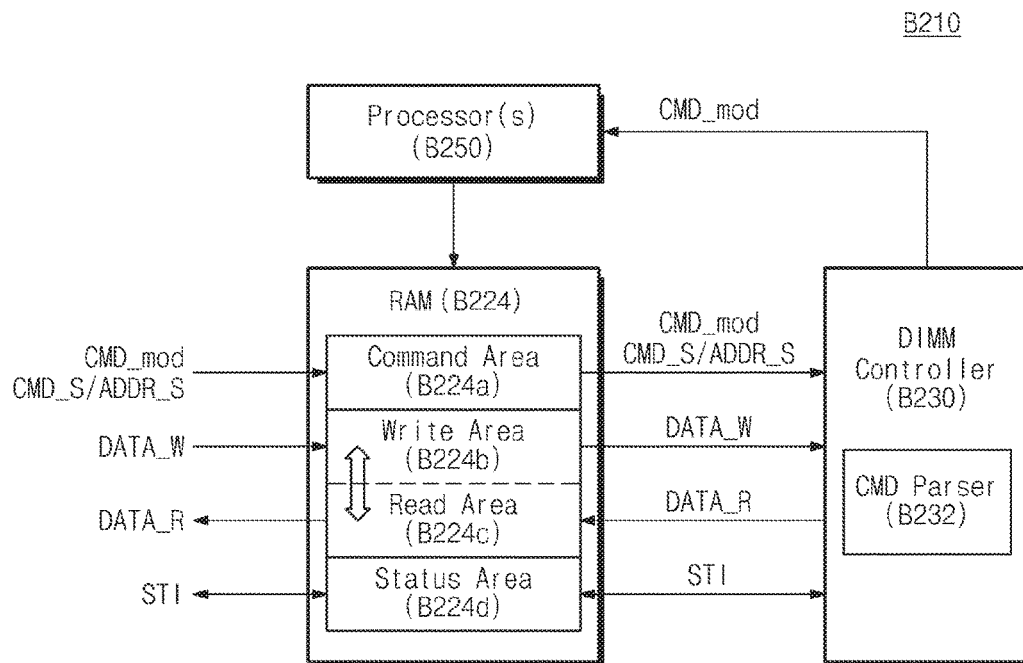 B210
Processor(s)
(B250)
CMD_mod
RAM(B224)
CMD_mod
CMD_S/ADDR_S
Command Area
(B224a)
CMD_mod
CMD_S/ADDR_S
DIMM
Controller
(B230)
DATA_W
Write Area
(B224b)
DATA_W
DATA_R
Read Area
(B224c)
DATA_R
CMD Parser
(B232)
STI
Status Area
(B224d)
STI